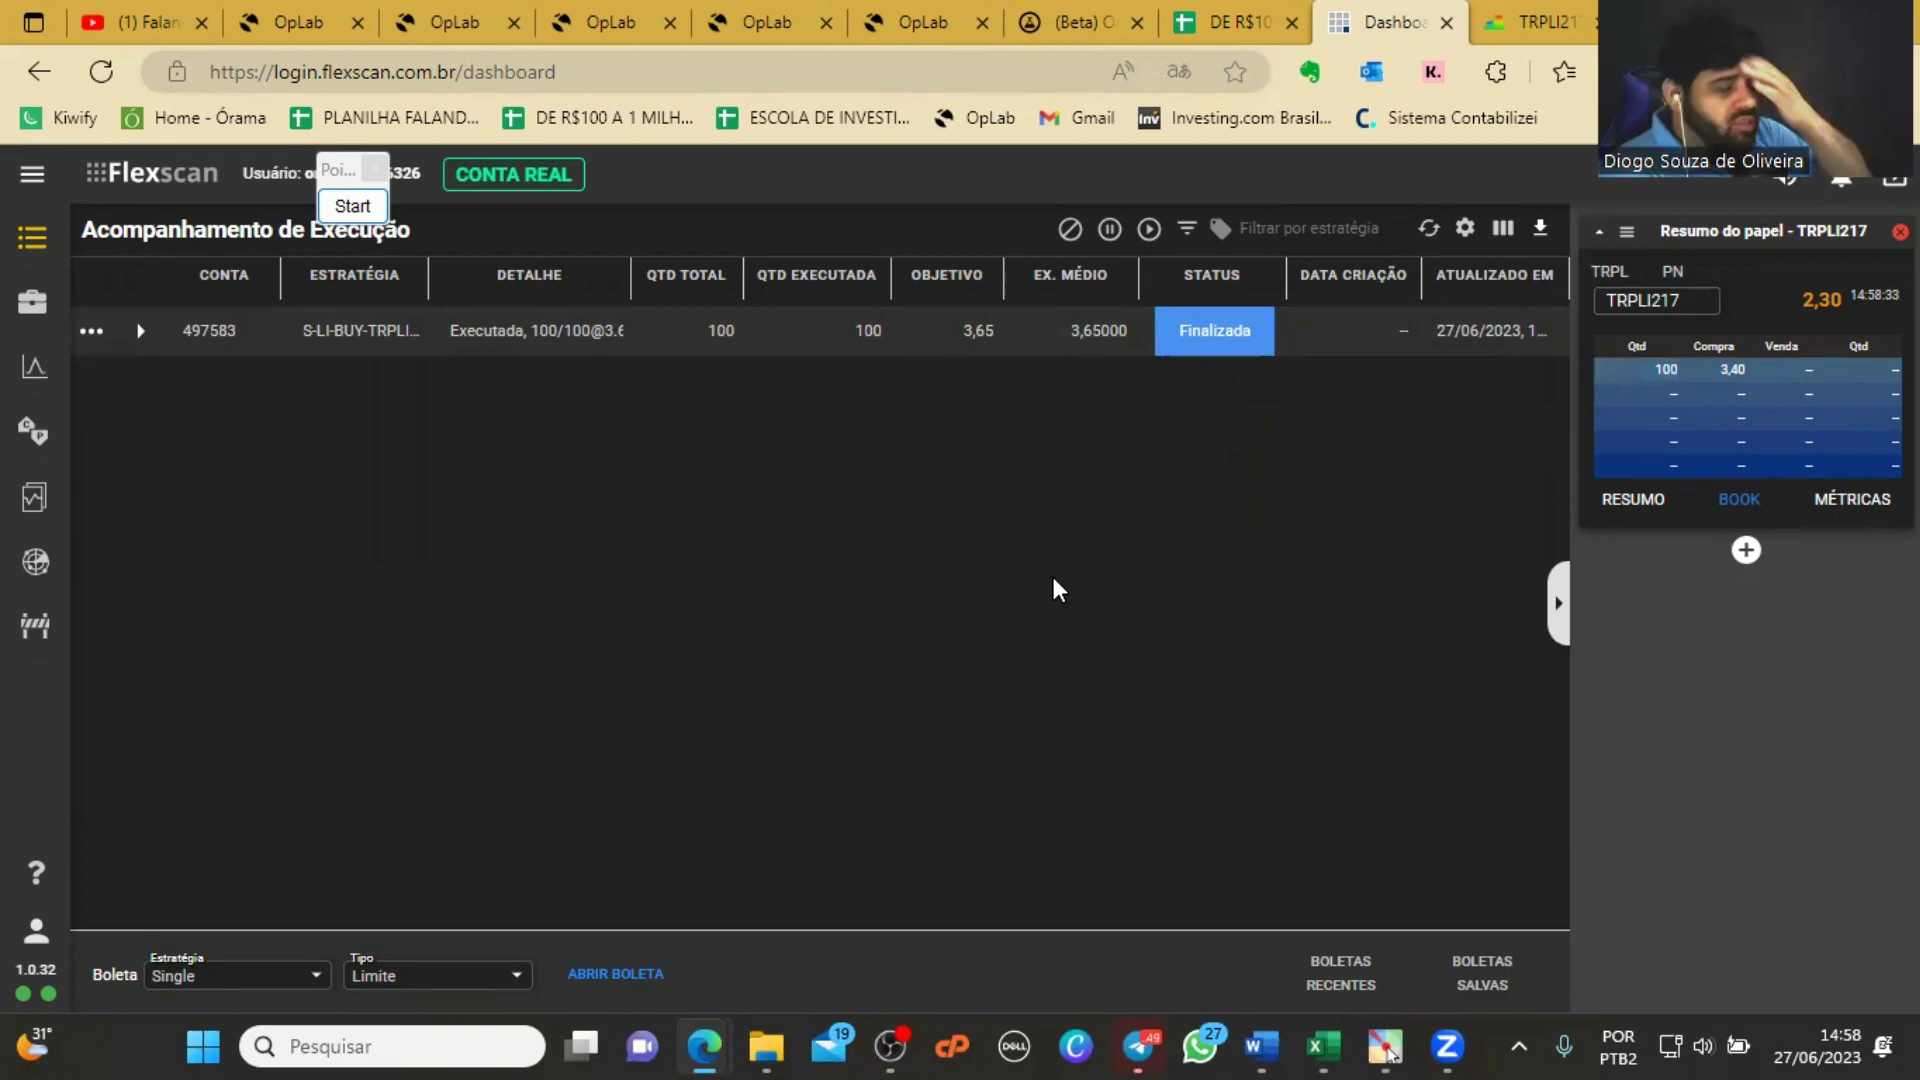 (1) Falan
OpLab
OpLab
OpLab
OpLab
OpLab
(Beta) O
DE R$10
Dashbo
TRPLI21
https://login.flexscan.com.br/dashboard
Kiwify
Home - Órama
PLANILHA FALAND...
DE R$100 A 1 MILH...
ESCOLA DE INVESTI...
OpLab
Gmail
Inv
Investing.com Brasil...
Sistema Contabilizei
Diogo Souza de Oliveira
Flexscan
Usuário:
6326
CONTA REAL
Poi...
Start
Acompanhamento de Execução
Filtrar por estratégia
CONTA
ESTRATÉGIA
DETALHE
QTD TOTAL
QTD EXECUTADA
OBJETIVO
EX. MÉDIO
STATUS
DATA CRIAÇÃO
ATUALIZADO EM
497583
S-LI-BUY-TRPLI...
Executada, 100/100@3.6
100
100
3,65
3,65000
Finalizada
--
27/06/2023, 1...
Resumo do papel - TRPLI217
TRPL PN
TRPLI217
2,30
14:58:33
Qtd Compra Venda Qtd
100 3,40 -- --
-- -- -- --
-- -- -- --
-- -- -- --
-- -- -- --
RESUMO
BOOK
MÉTRICAS
1.0.32
Boleta
Estratégia
Single
Tipo
Limite
ABRIR BOLETA
BOLETAS
RECENTES
BOLETAS
SALVAS
31°
Pesquisar
19
DELL
49
27
POR
PTB2
14:58
27/06/2023